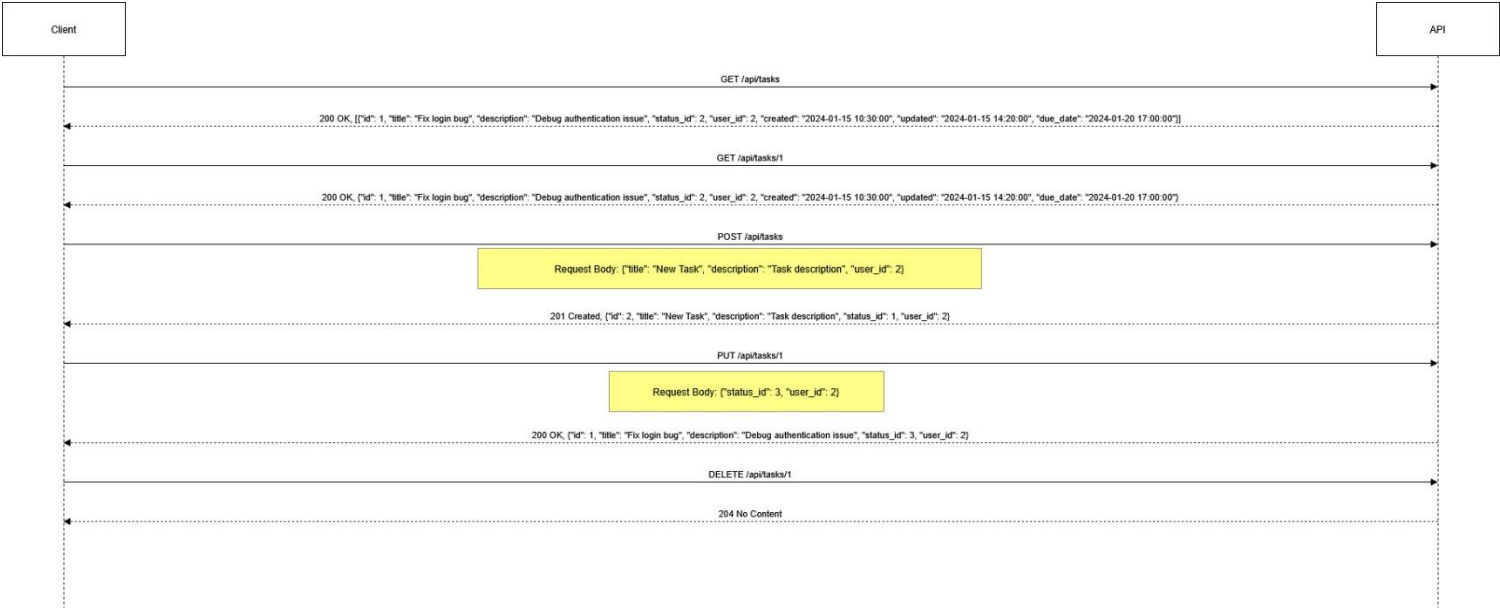 Client
API
GET /api/tasks
200 OK, [{"id": 1, "title": "Fix login bug", "description": "Debug authentication issue", "status_id": 2, "user_id": 2, "created": "2024-01-15 10:30:00", "updated": "2024-01-15 14:20:00", "due_date": "2024-01-20 17:00:00"}]
GET /api/tasks/1
200 OK, {"id": 1, "title": "Fix login bug", "description": "Debug authentication issue", "status_id": 2, "user_id": 2, "created": "2024-01-15 10:30:00", "updated": "2024-01-15 14:20:00", "due_date": "2024-01-20 17:00:00"}
POST /api/tasks
Request Body: {"title": "New Task", "description": "Task description", "user_id": 2}
201 Created, {"id": 2, "title": "New Task", "description": "Task description", "status_id": 1, "user_id": 2}
PUT /api/tasks/1
Request Body: {"status_id": 3, "user_id": 2}
200 OK, {"id": 1, "title": "Fix login bug", "description": "Debug authentication issue", "status_id": 3, "user_id": 2}
DELETE /api/tasks/1
204 No Content